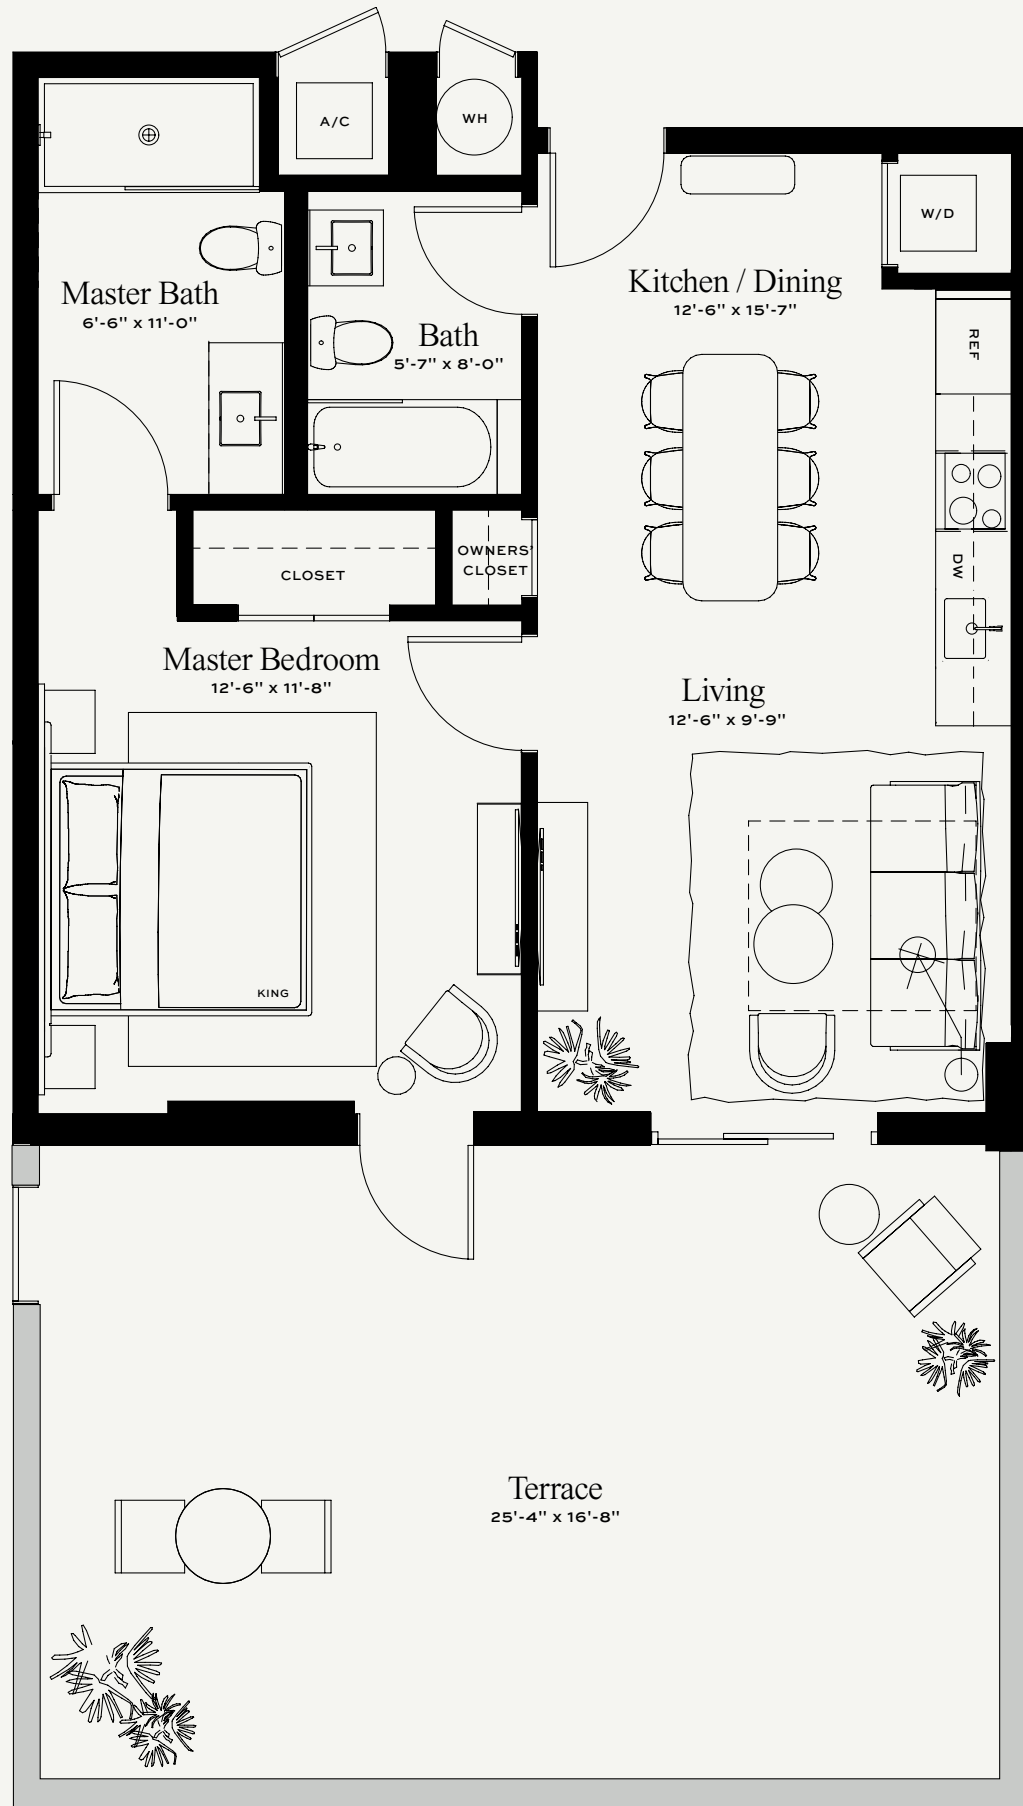 A/C
WH
W/D
Master Bath
6'-6" x 11'-0"
Kitchen / Dining
12'-6" x 15'-7"
Bath
5'-7" x 8'-0"
REF
OWNERS'
CLOSET
CLOSET
DW
Master Bedroom
12'-6" x 11'-8"
Living
12'-6" x 9'-9"
KING
Terrace
25'-4" x 16'-8"